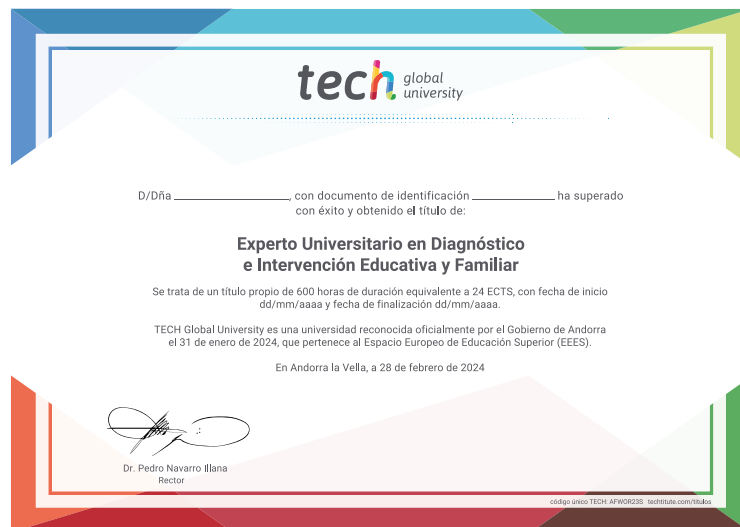 tech global university
D/Dña ____________________, con documento de identificación ______________ ha superado
con éxito y obtenido el título de:
Experto Universitario en Diagnóstico
e Intervención Educativa y Familiar
Se trata de un título propio de 600 horas de duración equivalente a 24 ECTS, con fecha de inicio
dd/mm/aaaa y fecha de finalización dd/mm/aaaa.
TECH Global University es una universidad reconocida oficialmente por el Gobierno de Andorra
el 31 de enero de 2024, que pertenece al Espacio Europeo de Educación Superior (EEES).
En Andorra la Vella, a 28 de febrero de 2024
Dr. Pedro Navarro Illana
Rector
código único TECH: AFWOR23S techtitute.com/titulos